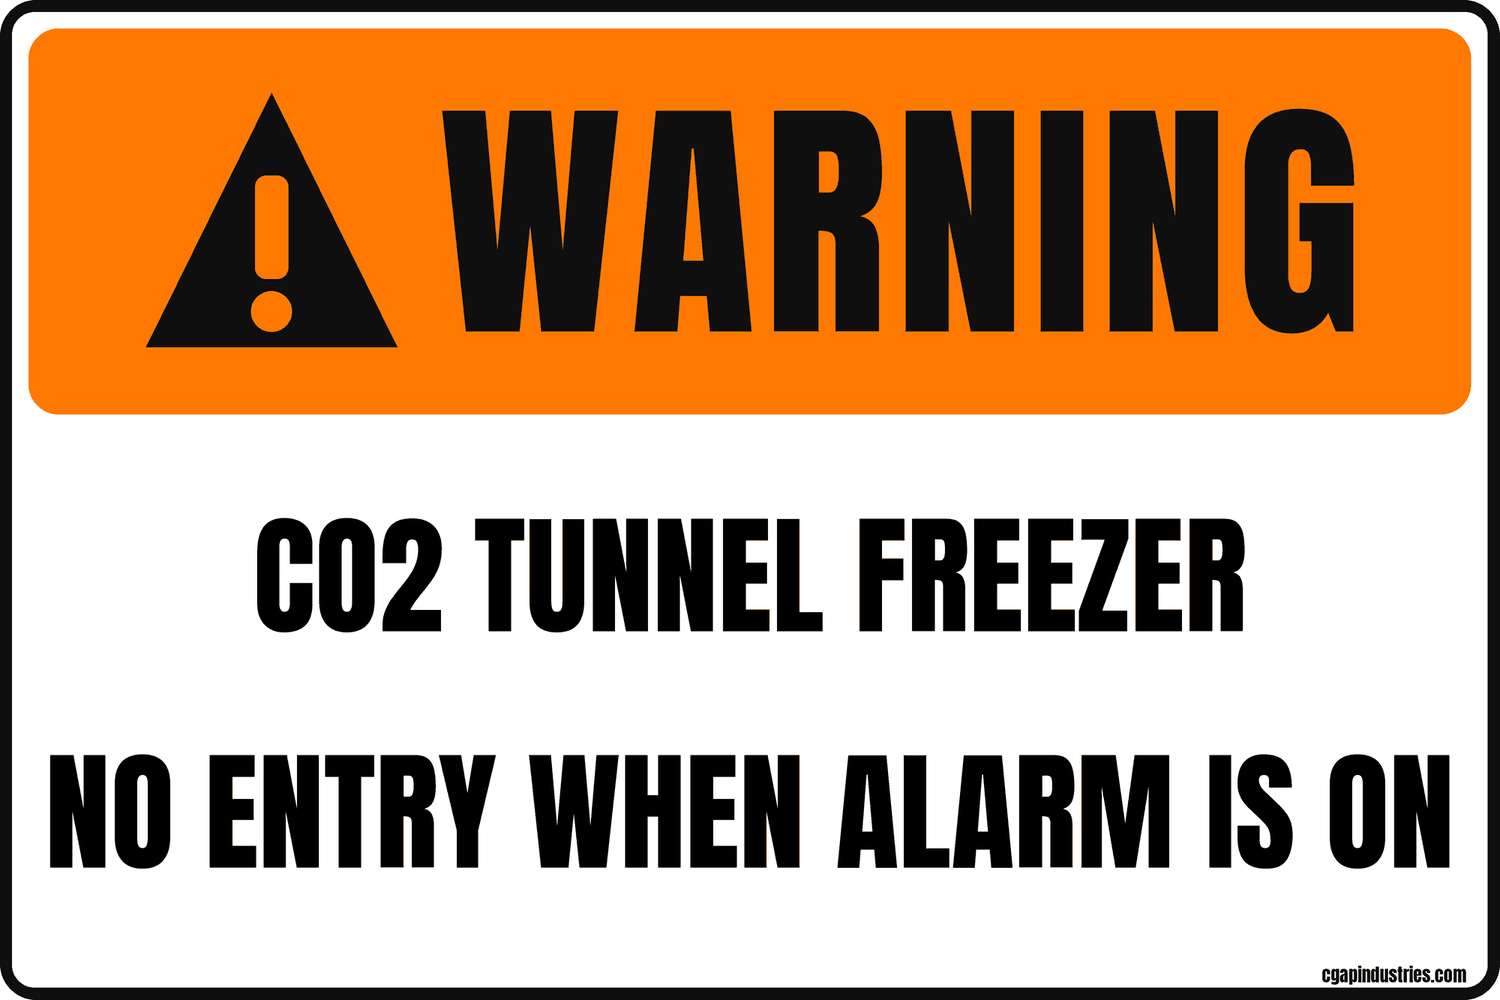 WARNING
CO2 TUNNEL FREEZER
NO ENTRY WHEN ALARM IS ON
cgapindustries.com